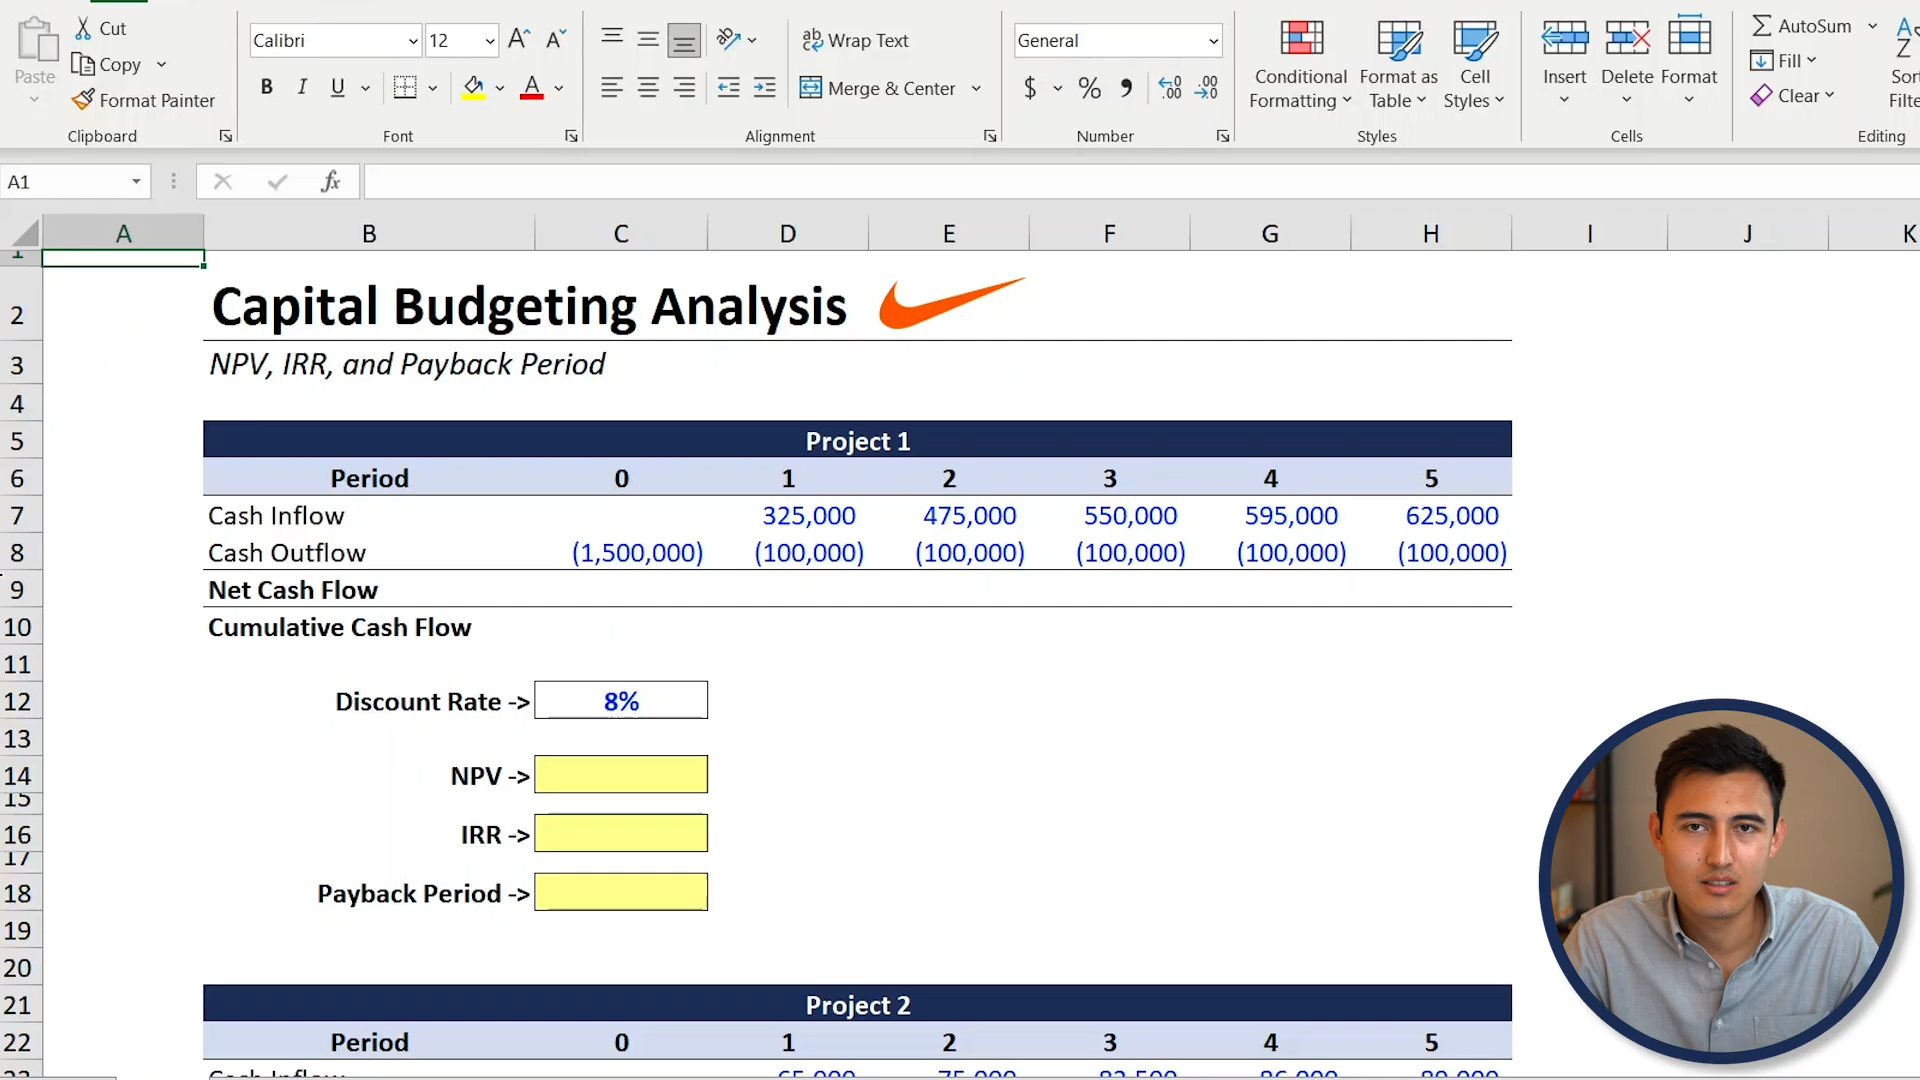 Cut
Copy
Format Painter
Paste
Clipboard
Calibri 12
B I U
Font
Wrap Text
Merge & Center
Alignment
General
$ %
Number
Conditional Formatting
Format as Table
Cell Styles
Styles
Insert Delete Format
Cells
AutoSum
Fill
Clear
Editing
A1
fx
A B C D E F G H I J K
1
2 Capital Budgeting Analysis
3 NPV, IRR, and Payback Period
4
5 Project 1
6 Period 0 1 2 3 4 5
7 Cash Inflow 325,000 475,000 550,000 595,000 625,000
8 Cash Outflow (1,500,000) (100,000) (100,000) (100,000) (100,000) (100,000)
9 Net Cash Flow
10 Cumulative Cash Flow
11
12 Discount Rate -> 8%
13
14 NPV ->
15
16 IRR ->
17
18 Payback Period ->
19
20
21 Project 2
22 Period 0 1 2 3 4 5